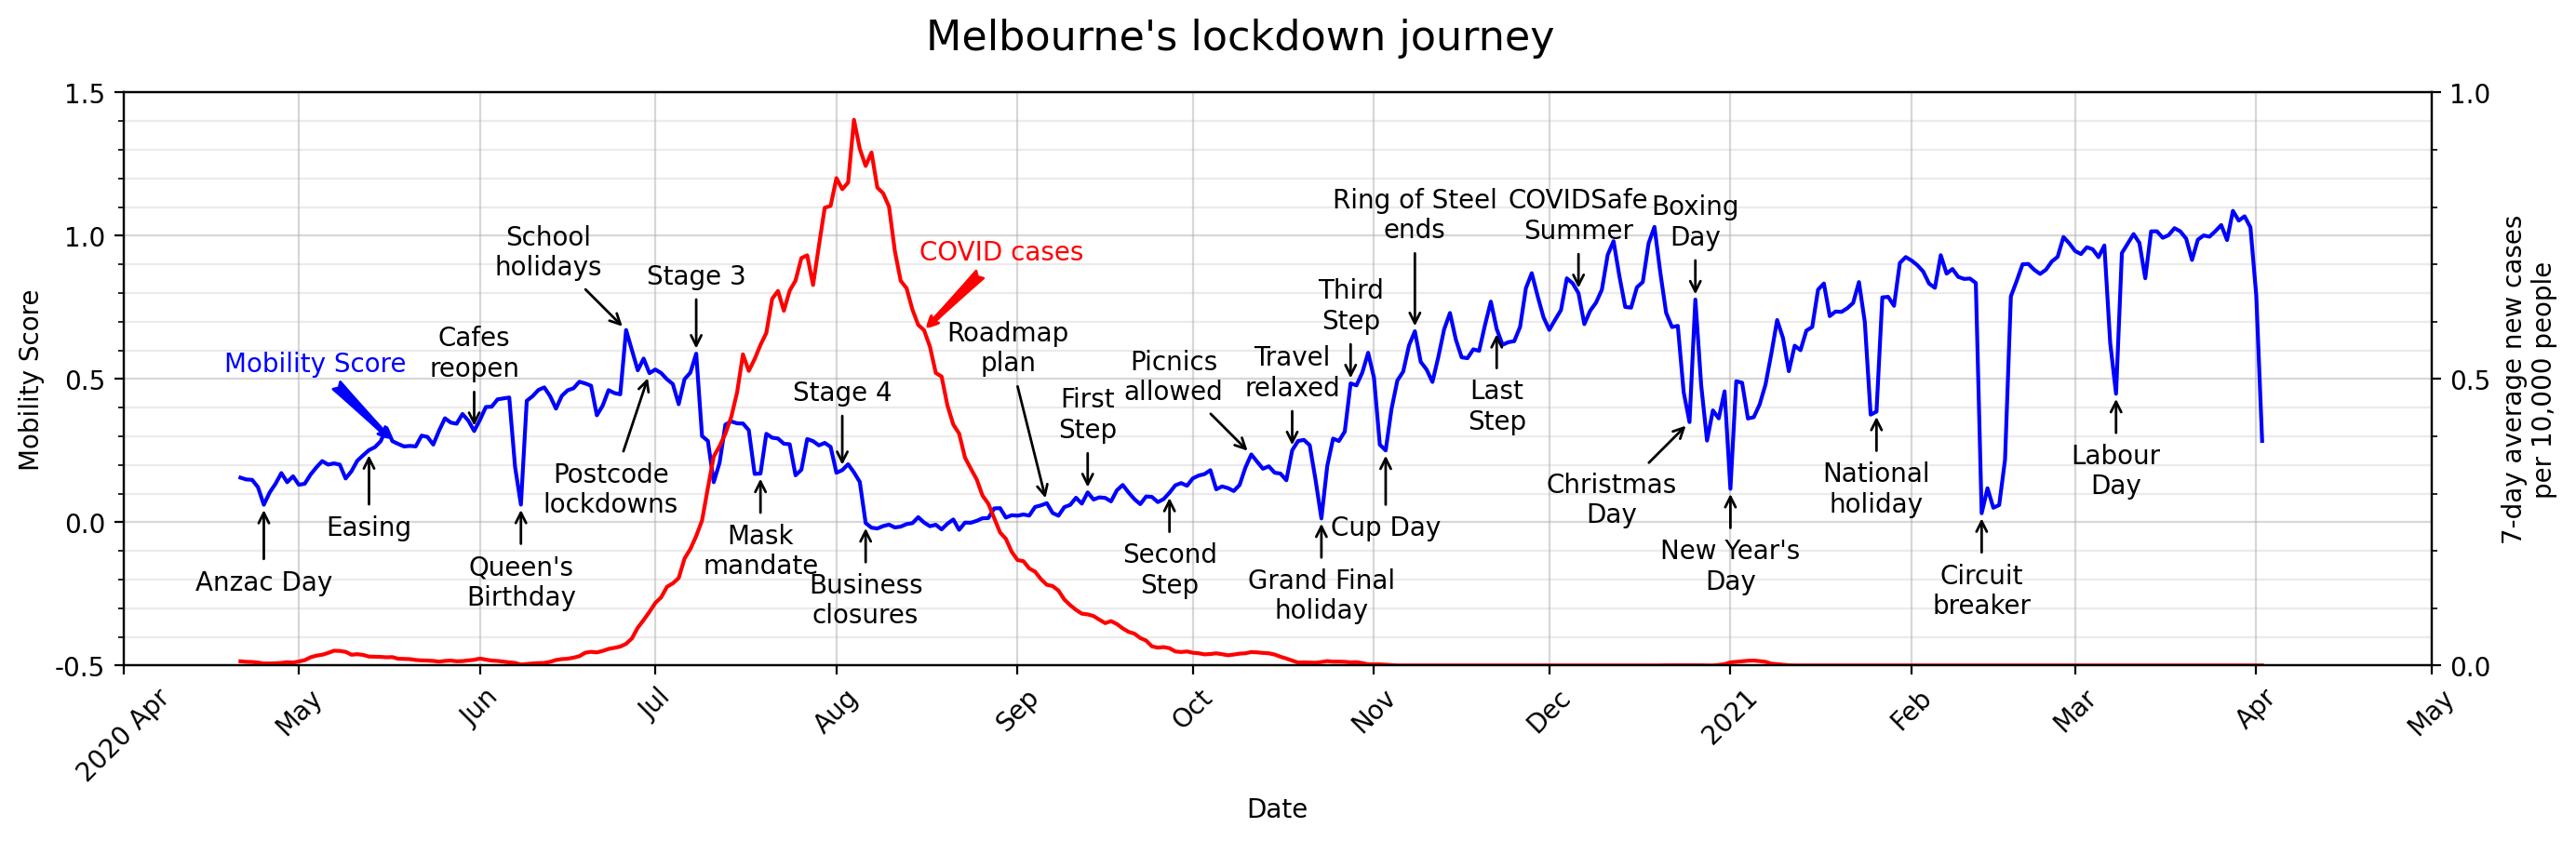 Melbourne's lockdown journey
1.5
1.0
0.5
0.0
-0.5
Mobility Score
1.0
0.5
0.0
7-day average new cases
per 10,000 people
Mobility Score
COVID cases
Anzac Day
Easing
Cafes
reopen
Queen's
Birthday
School
holidays
Postcode
lockdowns
Stage 3
Mask
mandate
Stage 4
Business
closures
Roadmap
plan
First
Step
Second
Step
Picnics
allowed
Travel
relaxed
Grand Final
holiday
Third
Step
Cup Day
Ring of Steel
ends
Last
Step
COVIDSafe
Summer
Christmas
Day
Boxing
Day
New Year's
Day
National
holiday
Circuit
breaker
Labour
Day
2020 Apr
May
Jun
Jul
Aug
Sep
Oct
Nov
Dec
2021
Feb
Mar
Apr
May
Date